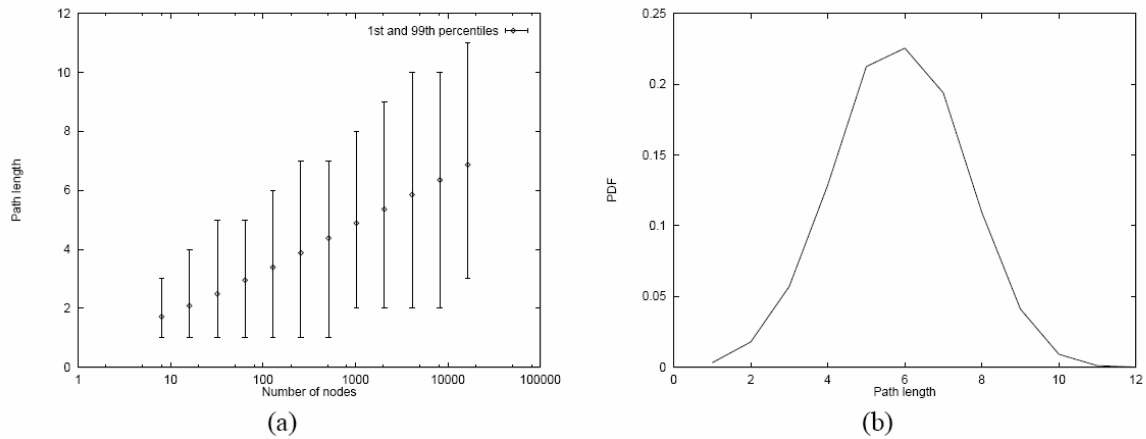 12
10
8
6
4
2
0
Path length
1st and 99th percentiles
1 10 100 1000 10000 100000
Number of nodes
(a)
0.25
0.2
0.15
0.1
0.05
0
PDF
0 2 4 6 8 10 12
Path length
(b)